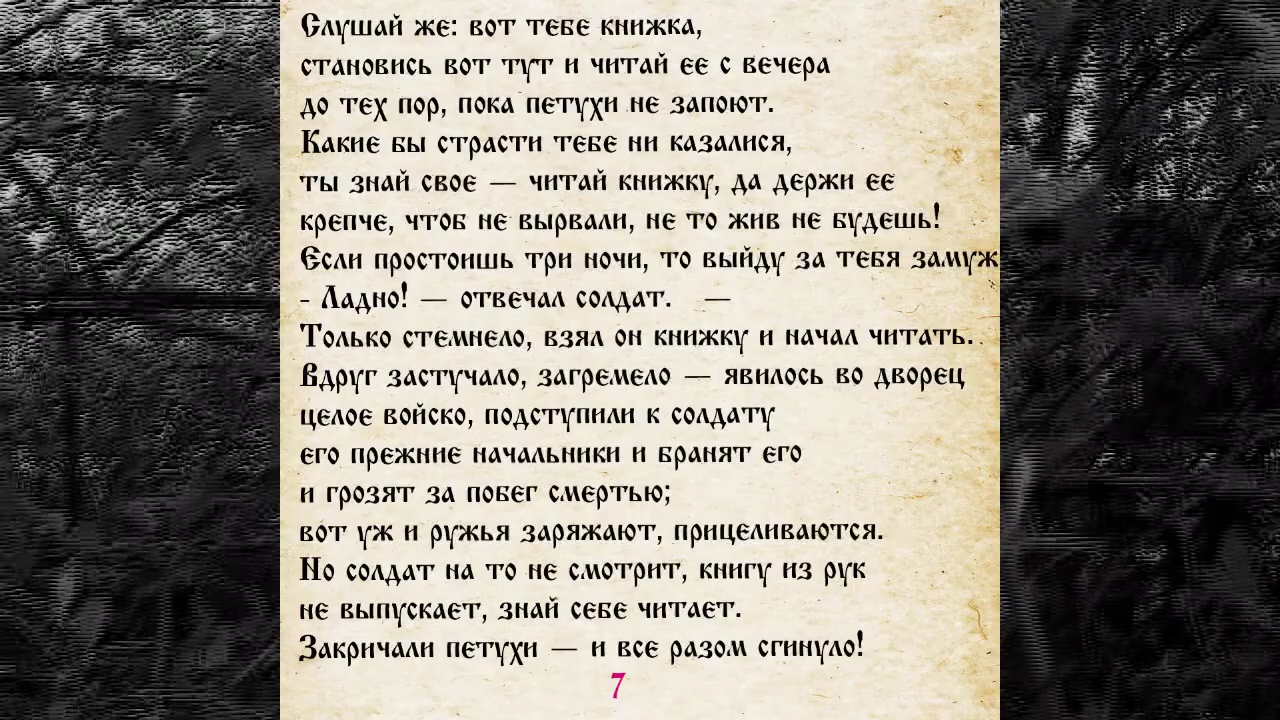 Слушай же: вот тебе книжка,
становись вот тут и читай ее с вечера
до тех пор, пока петухи не запоют.
Какие бы страсти тебе ни казалися,
ты знай свое — читай книжку, да держи ее
крепче, чтоб не вырвали, не то жив не будешь!
Если простоишь три ночи, то выйду за тебя замуж
- Ладно! — отвечал солдат. —
Только стемнело, взял он книжку и начал читать.
Вдруг застучало, загремело — явилось во дворец
целое войско, подступили к солдату
его прежние начальники и бранят его
и грозят за побег смертью;
вот уж и ружья заряжают, прицеливаются.
Но солдат на то не смотрит, книгу из рук
не выпускает, знай себе читает.
Закричали петухи — и все разом сгинуло!
7